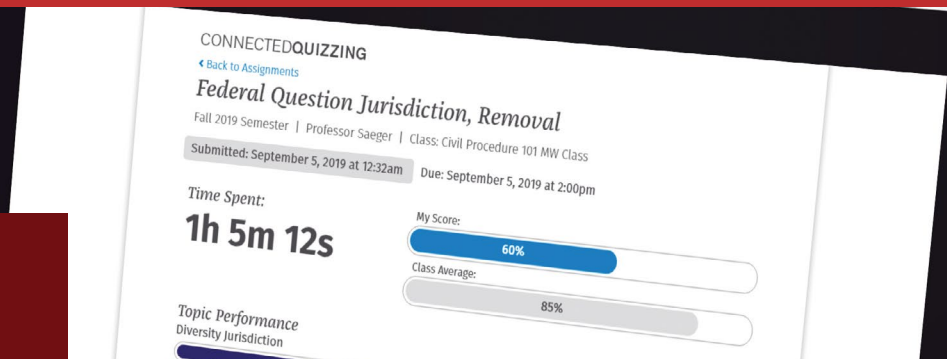 CONNECTEDQUIZZING
Back to Assignments
Federal Question Jurisdiction, Removal
Fall 2019 Semester | Professor Saeger | Class: Civil Procedure 101 MW Class
Submitted: September 5, 2019 at 12:32am Due: September 5, 2019 at 2:00pm
Time Spent:
1h 5m 12s
My Score:
60%
Class Average:
85%
Topic Performance
Diversity Jurisdiction